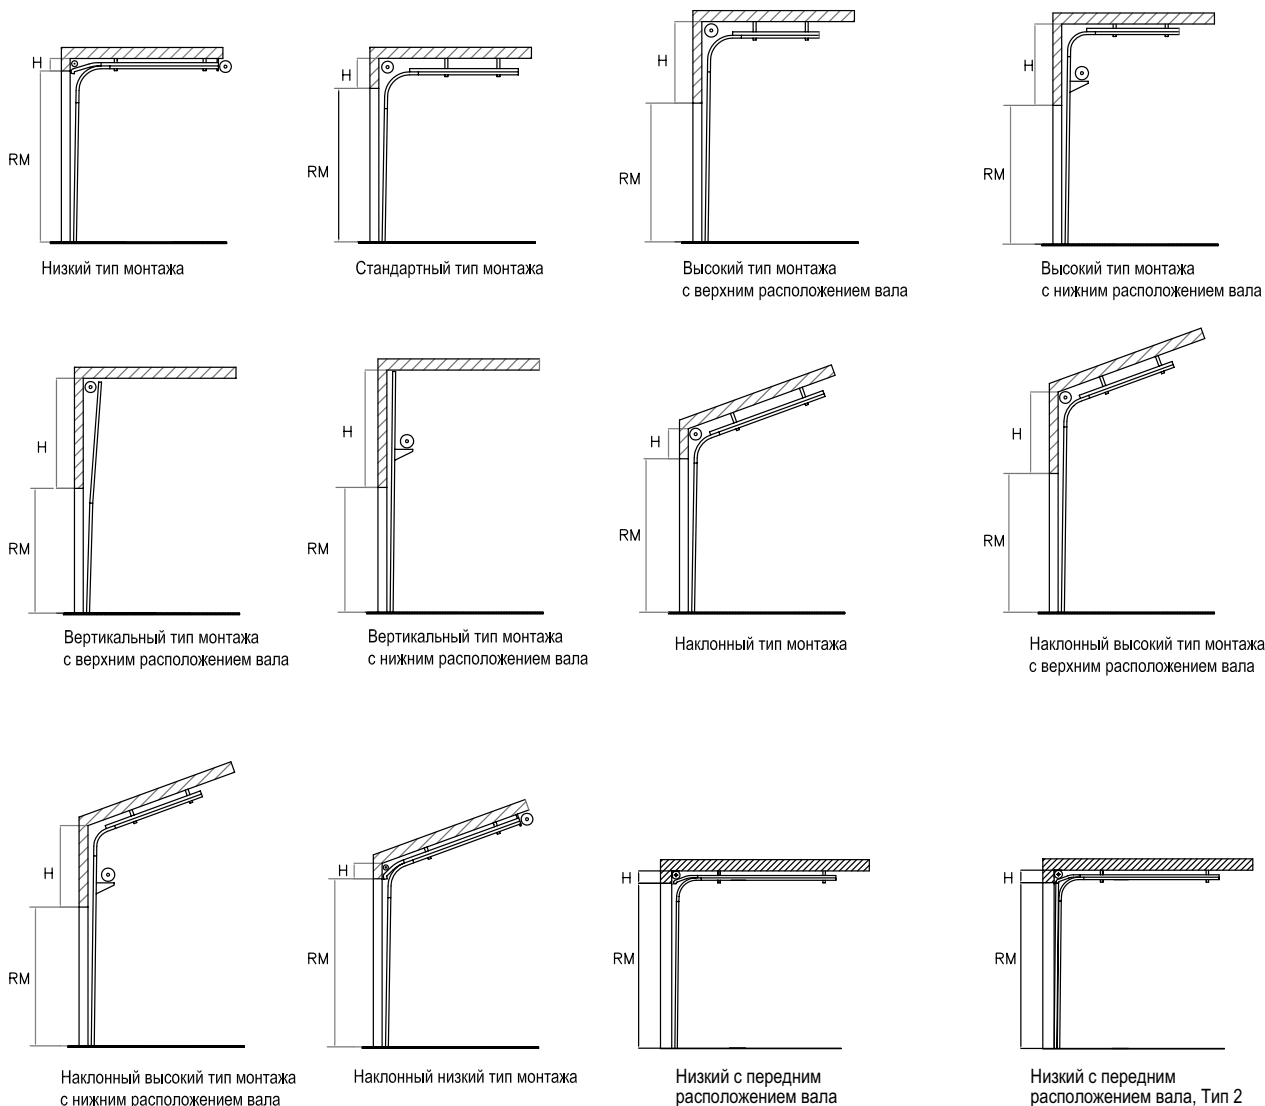 H
RM
Низкий тип монтажа
H
RM
Стандартный тип монтажа
H
RM
Высокий тип монтажа
с верхним расположением вала
H
RM
Высокий тип монтажа
с нижним расположением вала
H
RM
Вертикальный тип монтажа
с верхним расположением вала
H
RM
Вертикальный тип монтажа
с нижним расположением вала
H
RM
Наклонный тип монтажа
H
RM
Наклонный высокий тип монтажа
с верхним расположением вала
H
RM
Наклонный высокий тип монтажа
с нижним расположением вала
H
RM
Наклонный низкий тип монтажа
H
RM
Низкий с передним
расположением вала
H
RM
Низкий с передним
расположением вала, Тип 2